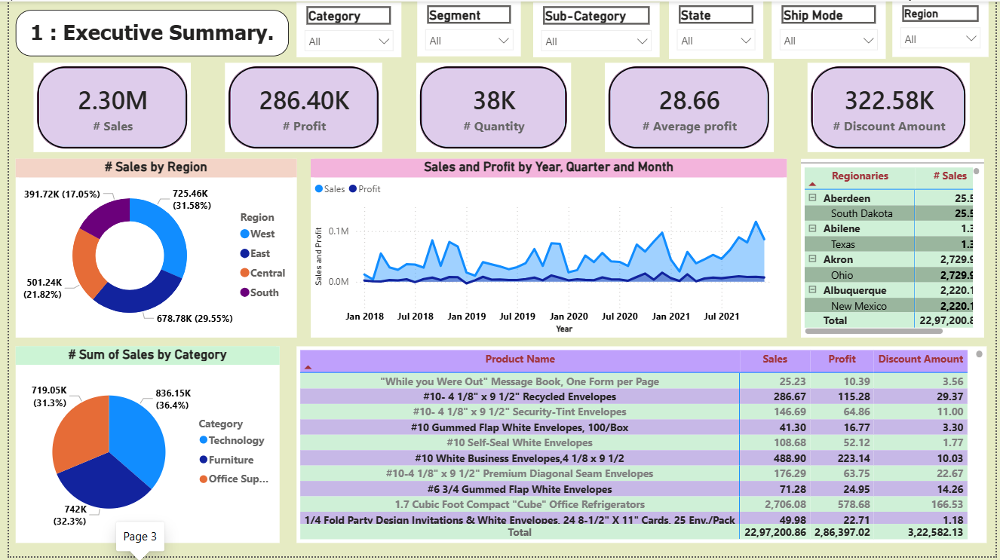 1 : Executive Summary.
Category
All
Segment
All
Sub-Category
All
State
All
Ship Mode
All
Region
All
2.30M
# Sales
286.40K
# Profit
38K
# Quantity
28.66
# Average profit
322.58K
# Discount Amount
# Sales by Region
391.72K (17.05%)
725.46K
(31.58%)
501.24K
(21.82%)
678.78K (29.55%)
Region
West
East
Central
South
Sales and Profit by Year, Quarter and Month
Sales Profit
Sales and Profit
0.1M
0.0M
Jan 2018 Jul 2018 Jan 2019 Jul 2019 Jan 2020 Jul 2020 Jan 2021 Jul 2021
Year
Regionaries # Sales
Aberdeen 25.5
South Dakota 25.5
Abilene 1.3
Texas 1.3
Akron 2,729.9
Ohio 2,729.9
Albuquerque 2,220.1
New Mexico 2,220.1
Total 22,97,200.8
# Sum of Sales by Category
719.05K
(31.3%)
836.15K
(36.4%)
742K
(32.3%)
Category
Technology
Furniture
Office Sup...
Page 3
Product Name Sales Profit Discount Amount
"While you Were Out" Message Book, One Form per Page 25.23 10.39 3.56
#10- 4 1/8" x 9 1/2" Recycled Envelopes 286.67 115.28 29.37
#10- 4 1/8" x 9 1/2" Security-Tint Envelopes 146.69 64.86 11.00
#10 Gummed Flap White Envelopes, 100/Box 41.30 16.77 3.30
#10 Self-Seal White Envelopes 108.68 52.12 1.77
#10 White Business Envelopes,4 1/8 x 9 1/2 488.90 223.14 10.03
#10-4 1/8" x 9 1/2" Premium Diagonal Seam Envelopes 176.29 63.75 22.67
#6 3/4 Gummed Flap White Envelopes 71.28 24.95 14.26
1.7 Cubic Foot Compact "Cube" Office Refrigerators 2,706.08 578.68 166.53
1/4 Fold Party Design Invitations & White Envelopes, 24 8-1/2" X 11" Cards, 25 Env./Pack 49.98 22.71 1.18
Total 22,97,200.86 2,86,397.02 3,22,582.13